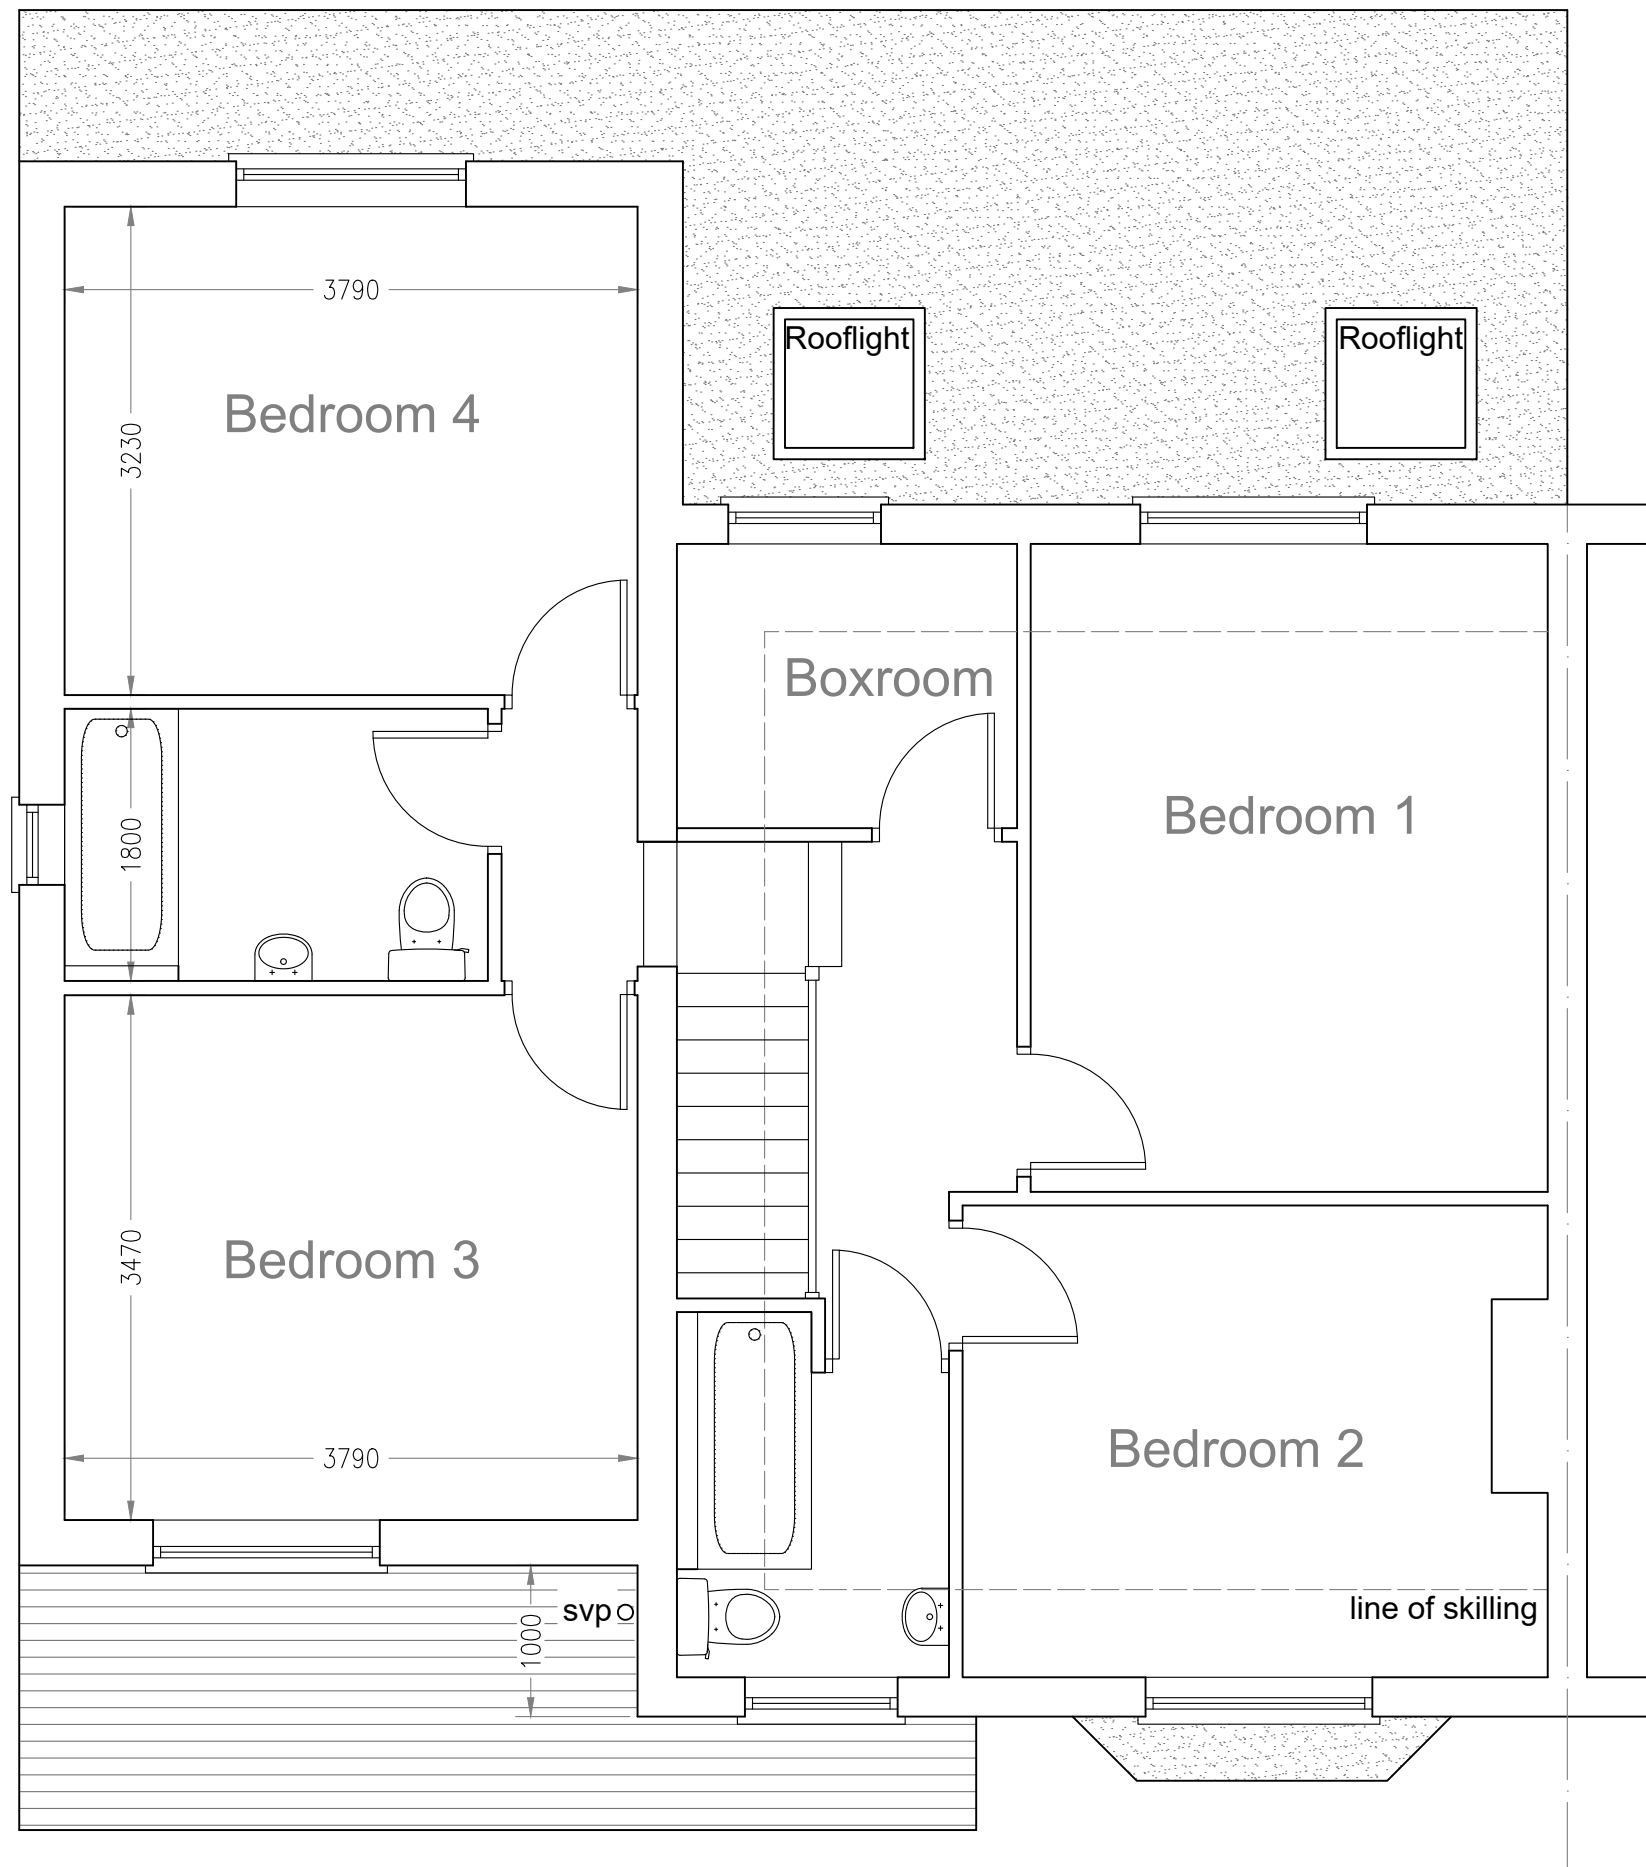 3790
Rooflight
Rooflight
Bedroom 4
3230
Boxroom
Bedroom 1
1800
3470
Bedroom 3
Bedroom 2
3790
svp
1000
line of skilling